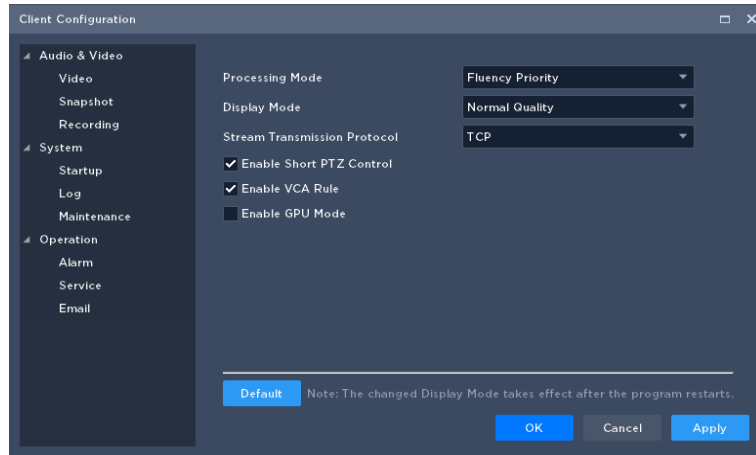 Client Configuration
Audio & Video
Video
Snapshot
Recording
System
Startup
Log
Maintenance
Operation
Alarm
Service
Email
Processing Mode
Fluency Priority
Display Mode
Normal Quality
Stream Transmission Protocol
TCP
Enable Short PTZ Control
Enable VCA Rule
Enable GPU Mode
Default
Note: The changed Display Mode takes effect after the program restarts.
OK
Cancel
Apply